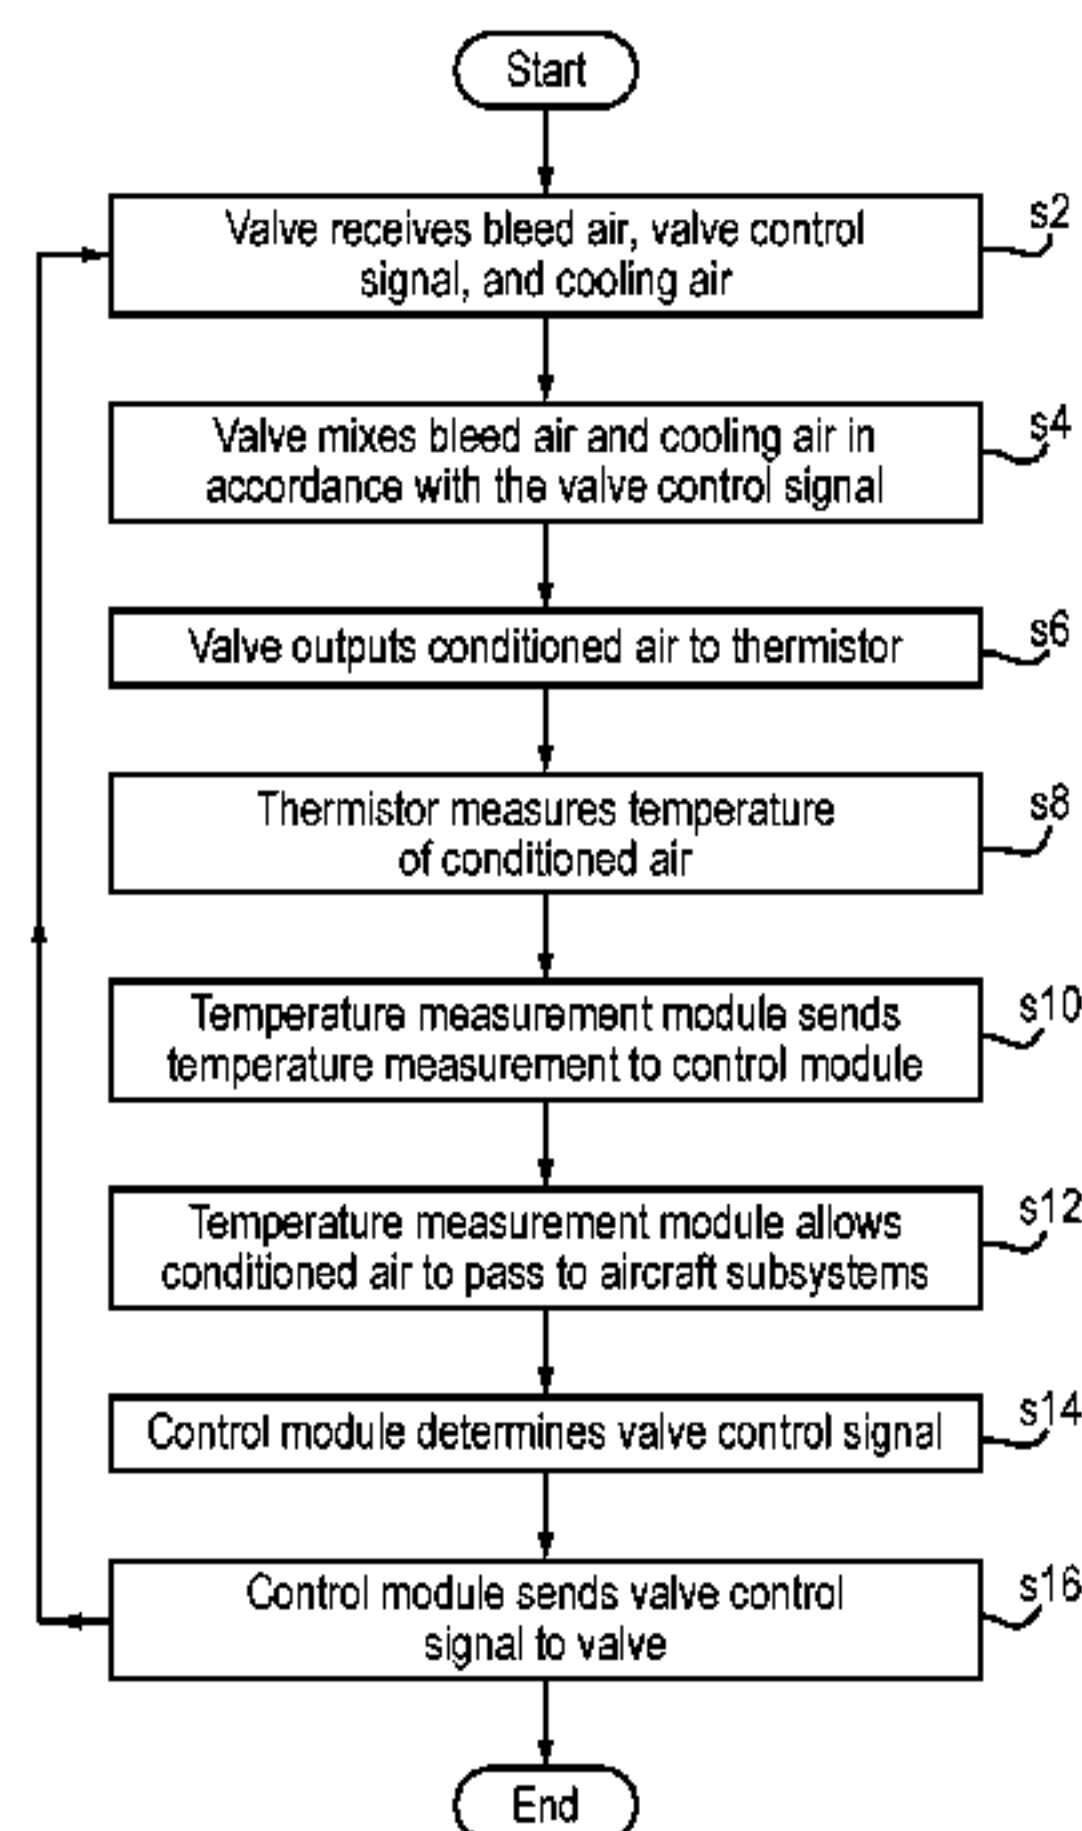 Start
Valve receives bleed air, valve control
signal, and cooling air
s2
Valve mixes bleed air and cooling air in
accordance with the valve control signal
s4
Valve outputs conditioned air to thermistor
s6
Thermistor measures temperature
of conditioned air
s8
Temperature measurement module sends
temperature measurement to control module
s10
Temperature measurement module allows
conditioned air to pass to aircraft subsystems
s12
Control module determines valve control signal
s14
Control module sends valve control
signal to valve
s16
End